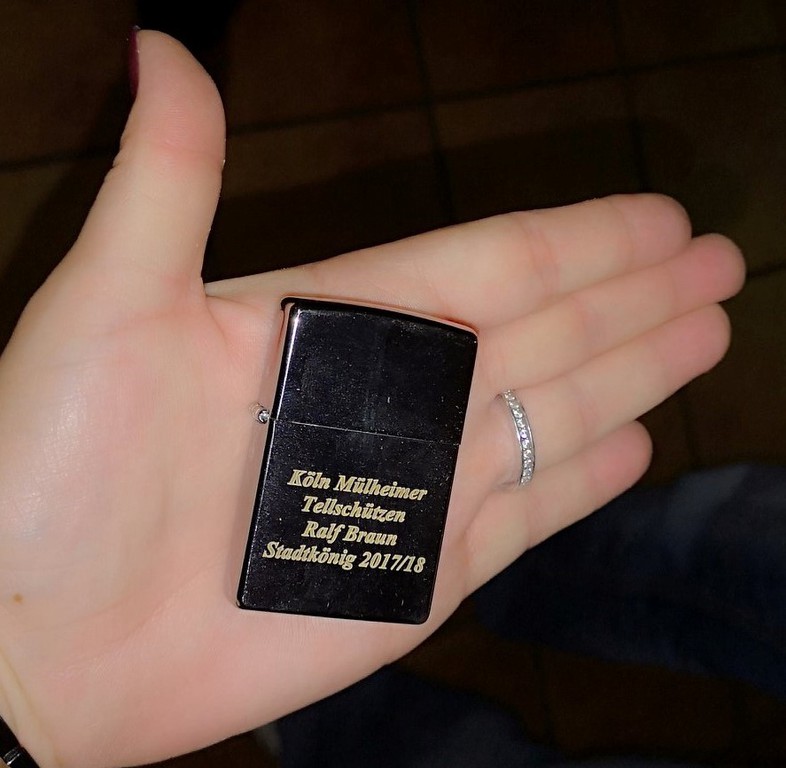 Köln Mülheimer
Tellschützen
Ralf Braun
Stadtkönig 2017/18